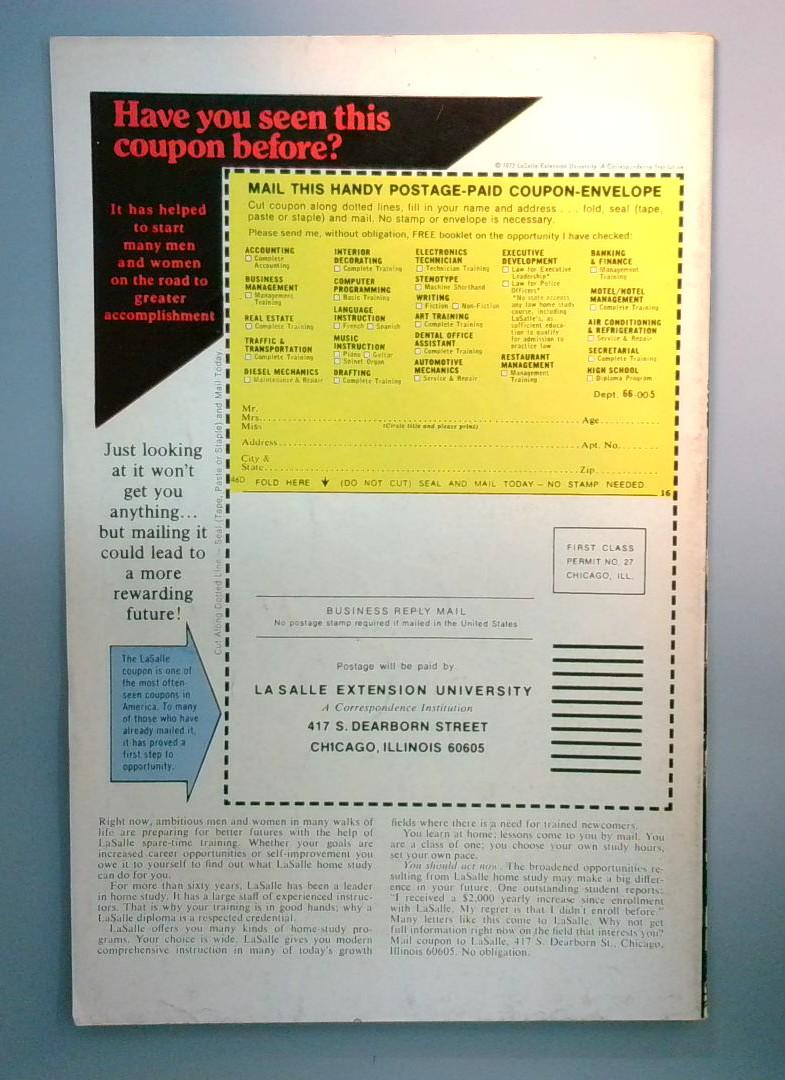 Have you seen this
coupon before?
It has helped
to start
many men
and women
on the road to
greater
accomplishment
© 1973 LaSalle Extension University A Correspondence Institution
MAIL THIS HANDY POSTAGE-PAID COUPON-ENVELOPE
Cut coupon along dotted lines, fill in your name and address . . . fold, seal (tape,
paste or staple) and mail. No stamp or envelope is necessary.
Please send me, without obligation, FREE booklet on the opportunity I have checked:
ACCOUNTING
Complete
Accounting
BUSINESS
MANAGEMENT
Management
Training
REAL ESTATE
Complete Training
TRAFFIC &
TRANSPORTATION
Complete Training
DIESEL MECHANICS
Maintenance & Repair
INTERIOR
DECORATING
Complete Training
COMPUTER
PROGRAMMING
Basic Training
LANGUAGE
INSTRUCTION
French Spanish
MUSIC
INSTRUCTION
Piano Guitar
Spinet Organ
DRAFTING
Complete Training
ELECTRONICS
TECHNICIAN
Technician Training
STENOTYPE
Machine Shorthand
WRITING
Fiction Non-Fiction
ART TRAINING
Complete Training
DENTAL OFFICE
ASSISTANT
Complete Training
AUTOMOTIVE
MECHANICS
Service & Repair
EXECUTIVE
DEVELOPMENT
Law for Executive
Leadership*
Law for Police
Officers*
*No state accepts
any law home study
course, including
LaSalle's, as
sufficient educa-
tion to qualify
for admission to
practice law
RESTAURANT
MANAGEMENT
Management
Training
BANKING
& FINANCE
Management
Training
MOTEL/HOTEL
MANAGEMENT
Complete Training
AIR CONDITIONING
& REFRIGERATION
Service & Repair
SECRETARIAL
Complete Training
HIGH SCHOOL
Diploma Program
Dept. 66-005
Mr.
Mrs.
Miss Age
(Circle title and please print)
Address Apt. No.
City &
State Zip
46D FOLD HERE (DO NOT CUT) SEAL AND MAIL TODAY – NO STAMP NEEDED
16
Cut Along Dotted Line — Seal (Tape, Paste or Staple) and Mail Today
Just looking
at it won't
get you
anything...
but mailing it
could lead to
a more
rewarding
future!
The LaSalle
coupon is one of
the most often-
seen coupons in
America. To many
of those who have
already mailed it,
it has proved a
first step to
opportunity.
FIRST CLASS
PERMIT NO. 27
CHICAGO, ILL.
BUSINESS REPLY MAIL
No postage stamp required if mailed in the United States
Postage will be paid by
LA SALLE EXTENSION UNIVERSITY
A Correspondence Institution
417 S. DEARBORN STREET
CHICAGO, ILLINOIS 60605
Right now, ambitious men and women in many walks of
life are preparing for better futures with the help of
LaSalle spare-time training. Whether your goals are
increased career opportunities or self-improvement you
owe it to yourself to find out what LaSalle home study
can do for you.
For more than sixty years, LaSalle has been a leader
in home study. It has a large staff of experienced instruc-
tors. That is why your training is in good hands; why a
LaSalle diploma is a respected credential.
LaSalle offers you many kinds of home-study pro-
grams. Your choice is wide. LaSalle gives you modern
comprehensive instruction in many of today's growth
fields where there is a need for trained newcomers.
You learn at home; lessons come to you by mail. You
are a class of one; you choose your own study hours,
set your own pace.
You should act now. The broadened opportunities re-
sulting from LaSalle home study may make a big differ-
ence in your future. One outstanding student reports:
"I received a $2,000 yearly increase since enrollment
with LaSalle. My regret is that I didn't enroll before."
Many letters like this come to LaSalle. Why not get
full information right now on the field that interests you?
Mail coupon to LaSalle, 417 S. Dearborn St., Chicago,
Illinois 60605. No obligation.